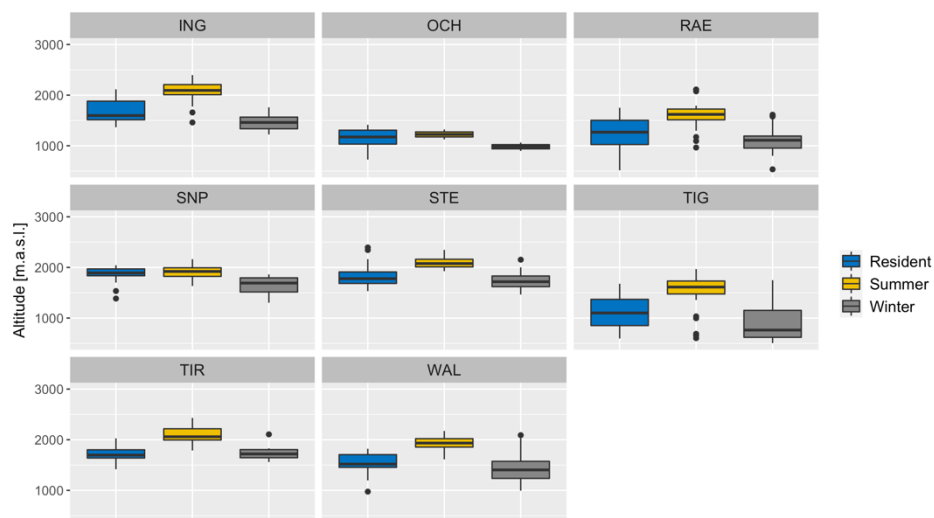 ING OCH RAE
3000
2000
1000
SNP STE TIG
3000
2000
1000
TIR WAL
3000
2000
1000
Altitude [m.a.s.l.]
Resident
Summer
Winter